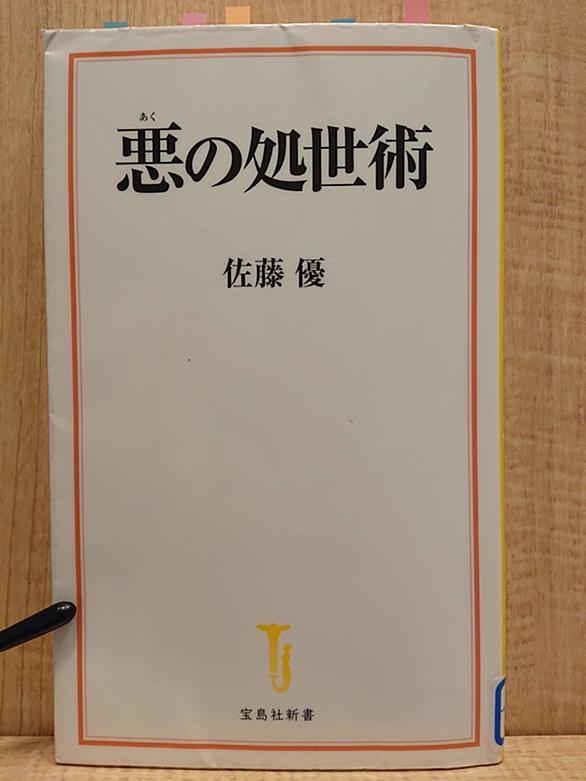 あく
悪の処世術
佐藤 優
宝島社新書